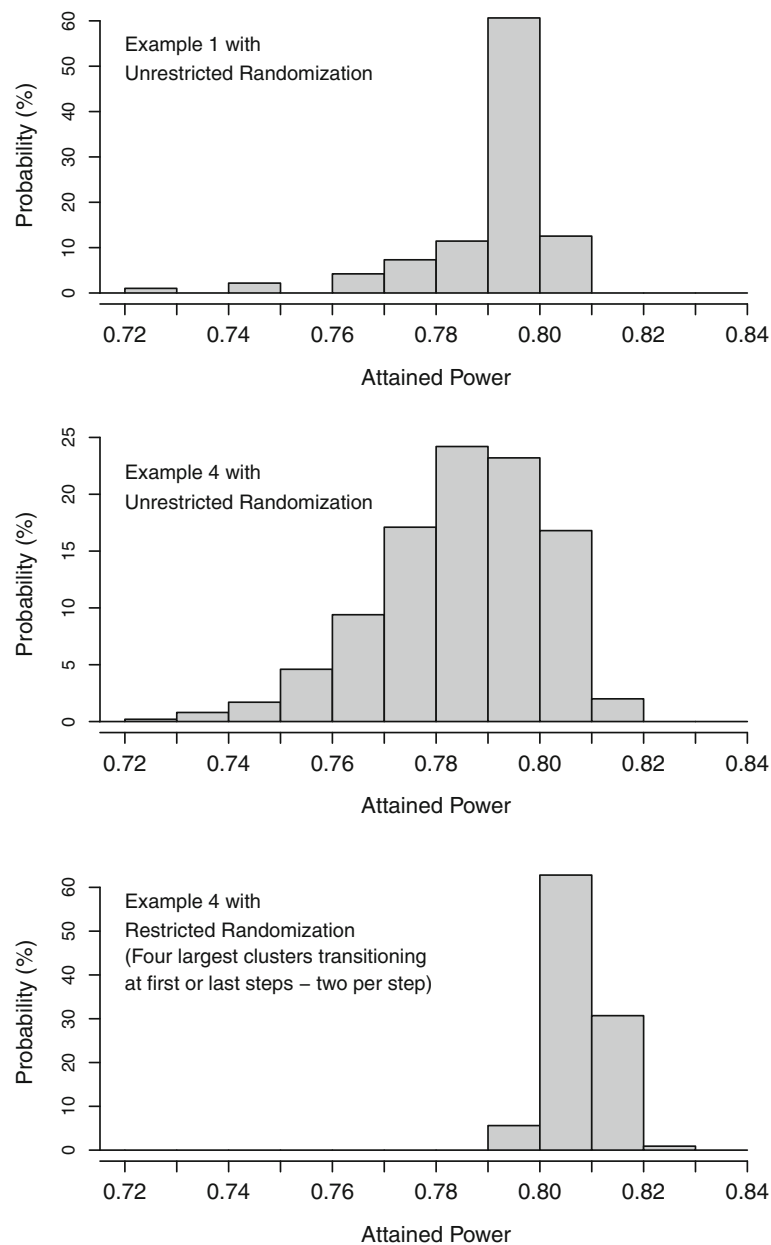 Example 1 with
Unrestricted Randomization
Probability (%)
60
50
40
30
20
10
0
0.72 0.74 0.76 0.78 0.80 0.82 0.84
Attained Power
Example 4 with
Unrestricted Randomization
Probability (%)
25
20
15
10
5
0
0.72 0.74 0.76 0.78 0.80 0.82 0.84
Attained Power
Example 4 with
Restricted Randomization
(Four largest clusters transitioning
at first or last steps − two per step)
Probability (%)
60
50
40
30
20
10
0
0.72 0.74 0.76 0.78 0.80 0.82 0.84
Attained Power